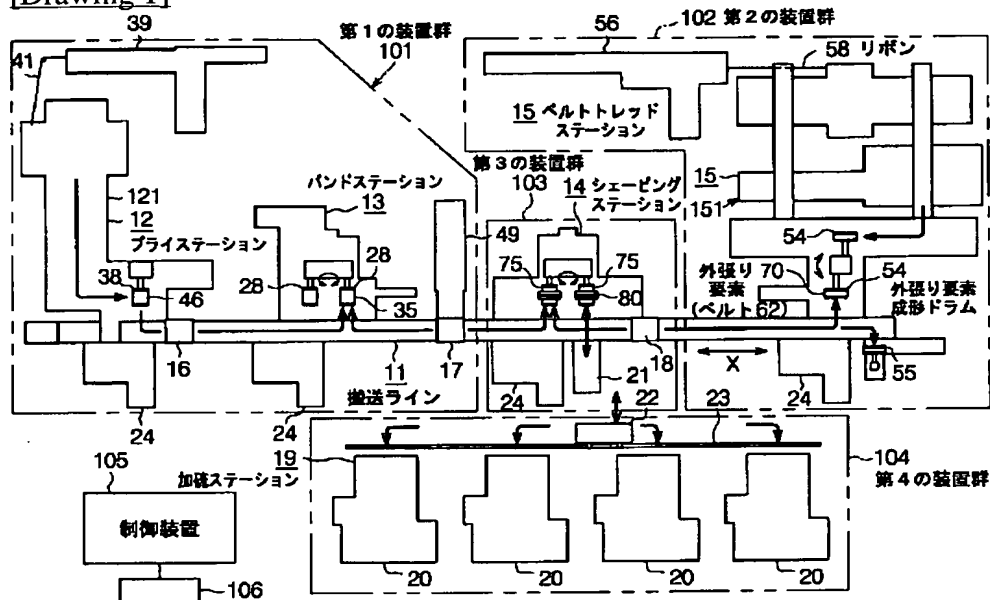 [Drawing 1]
39
第1の装置群
101
41
56
102 第2の装置群
58 リボン
15 ベルトトレッド
ステーション
第3の装置群
103
14 シェーピング
ステーション
バンドステーション
13
15
151
121
12
プライステーション
49
54
38
46
28
28
35
75
75
80
外張り
要素
(ベルト62)
70
54
外張り要素
成形ドラム
16
11
搬送ライン
17
18
X
55
24
24
24
21
24
22
23
19
加硫ステーション
104
第4の装置群
105
制御装置
106
20
20
20
20